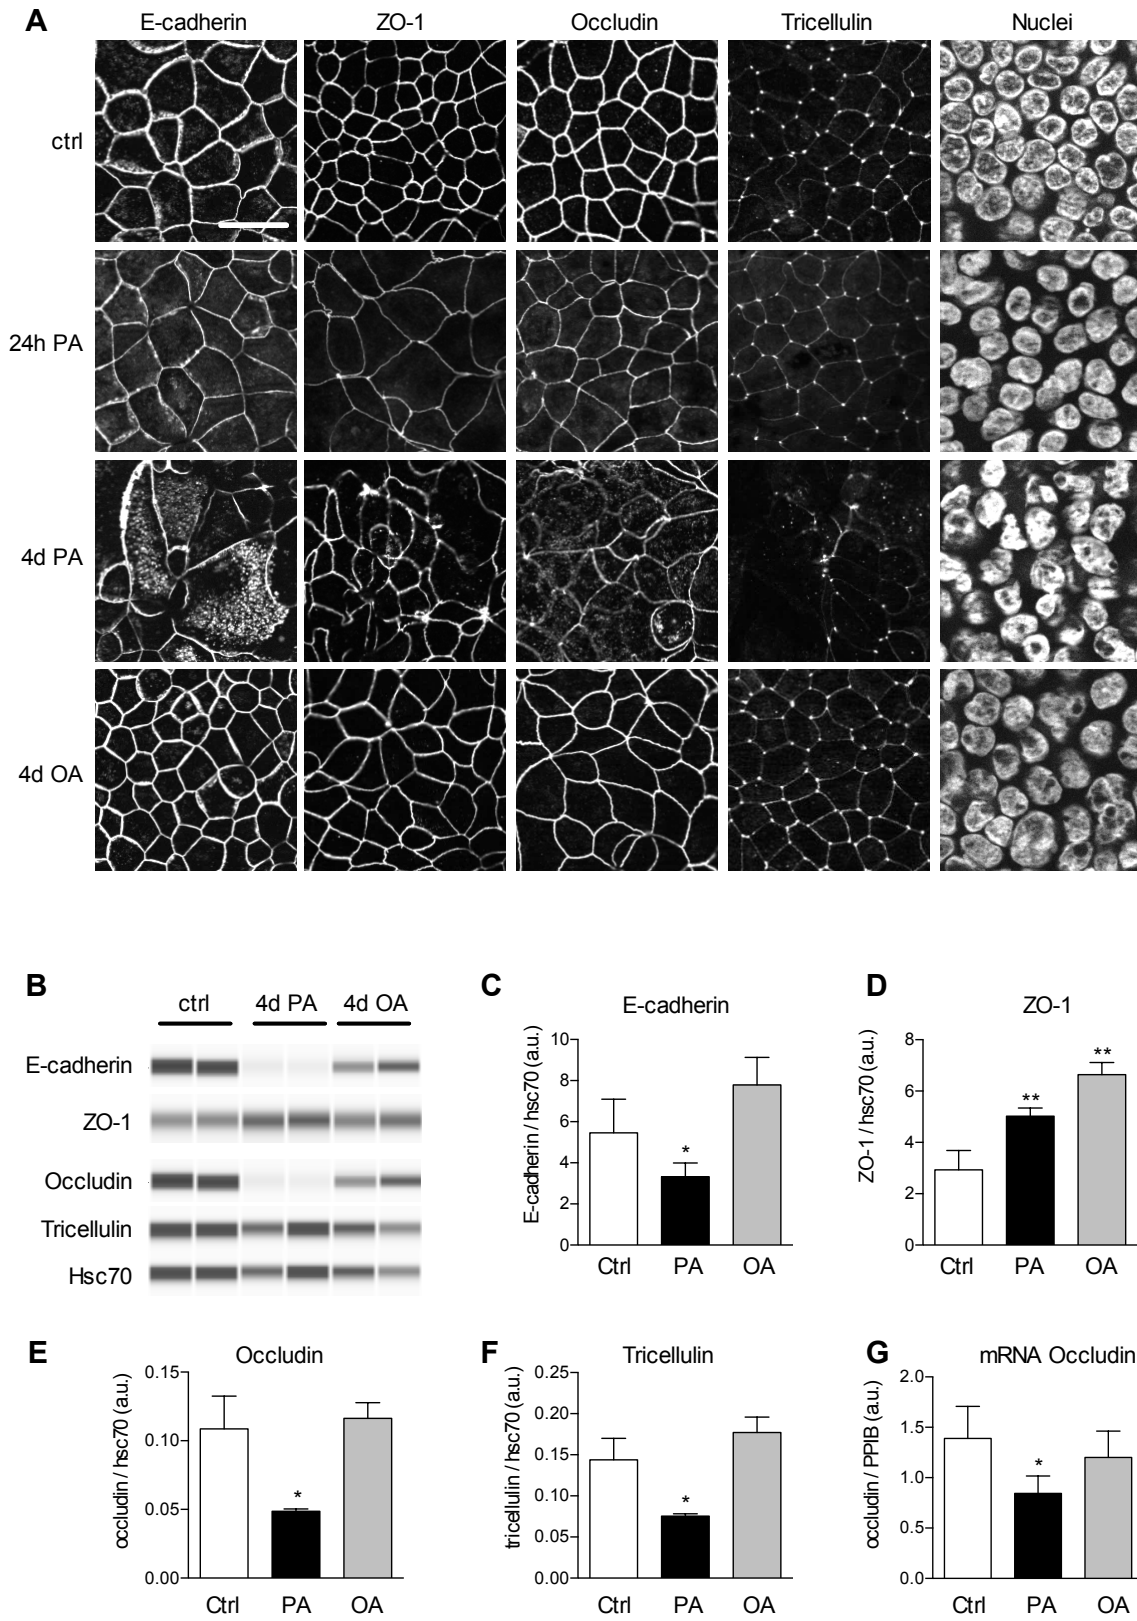 A
E-cadherin ZO-1 Occludin Tricellulin Nuclei
ctrl
24h PA
4d PA
4d OA
B
ctrl 4d PA 4d OA
E-cadherin
ZO-1
Occludin
Tricellulin
Hsc70
C
E-cadherin
E-cadherin / hsc70 (a.u.)
10
8
6
4
2
0
*
Ctrl PA OA
D
ZO-1
ZO-1 / hsc70 (a.u.)
8
6
4
2
0
**
**
Ctrl PA OA
E
Occludin
occludin / hsc70 (a.u.)
0.15
0.10
0.05
0.00
*
Ctrl PA OA
F
Tricellulin
tricellulin / hsc70 (a.u.)
0.25
0.20
0.15
0.10
0.05
0.00
*
Ctrl PA OA
G
mRNA Occludin
occludin / PPIB (a.u.)
2.0
1.5
1.0
0.5
0.0
*
Ctrl PA OA